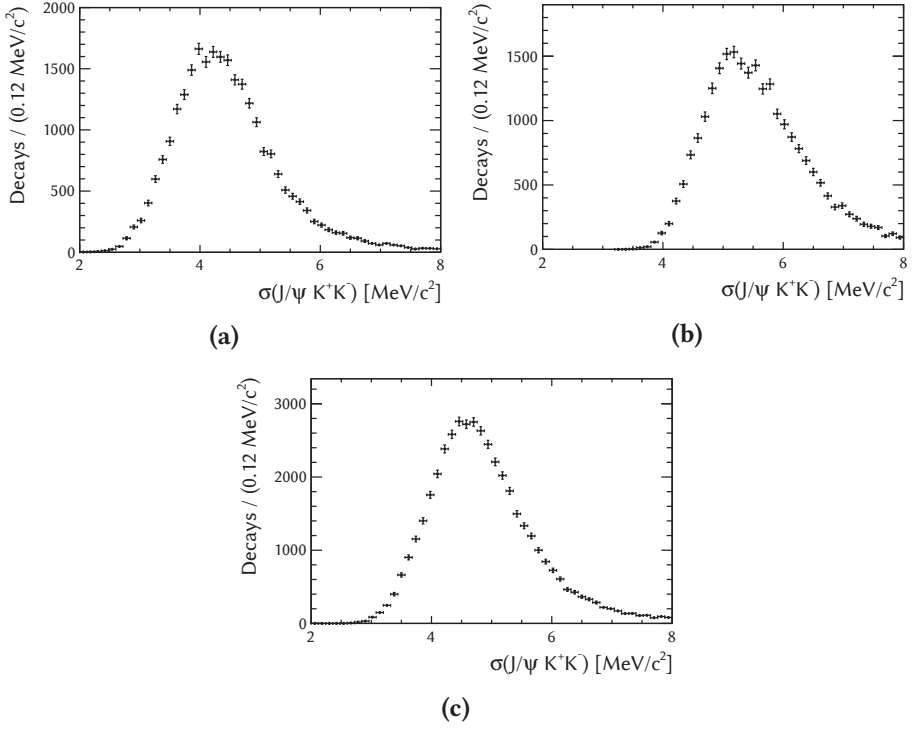 Decays / (0.12 MeV/c²)
2000
1500
1000
500
0
2 4 6 8
σ(J/ψ K⁺K⁻) [MeV/c²]
(a)
Decays / (0.12 MeV/c²)
1500
1000
500
0
2 4 6 8
σ(J/ψ K⁺K⁻) [MeV/c²]
(b)
Decays / (0.12 MeV/c²)
3000
2000
1000
0
2 4 6 8
σ(J/ψ K⁺K⁻) [MeV/c²]
(c)